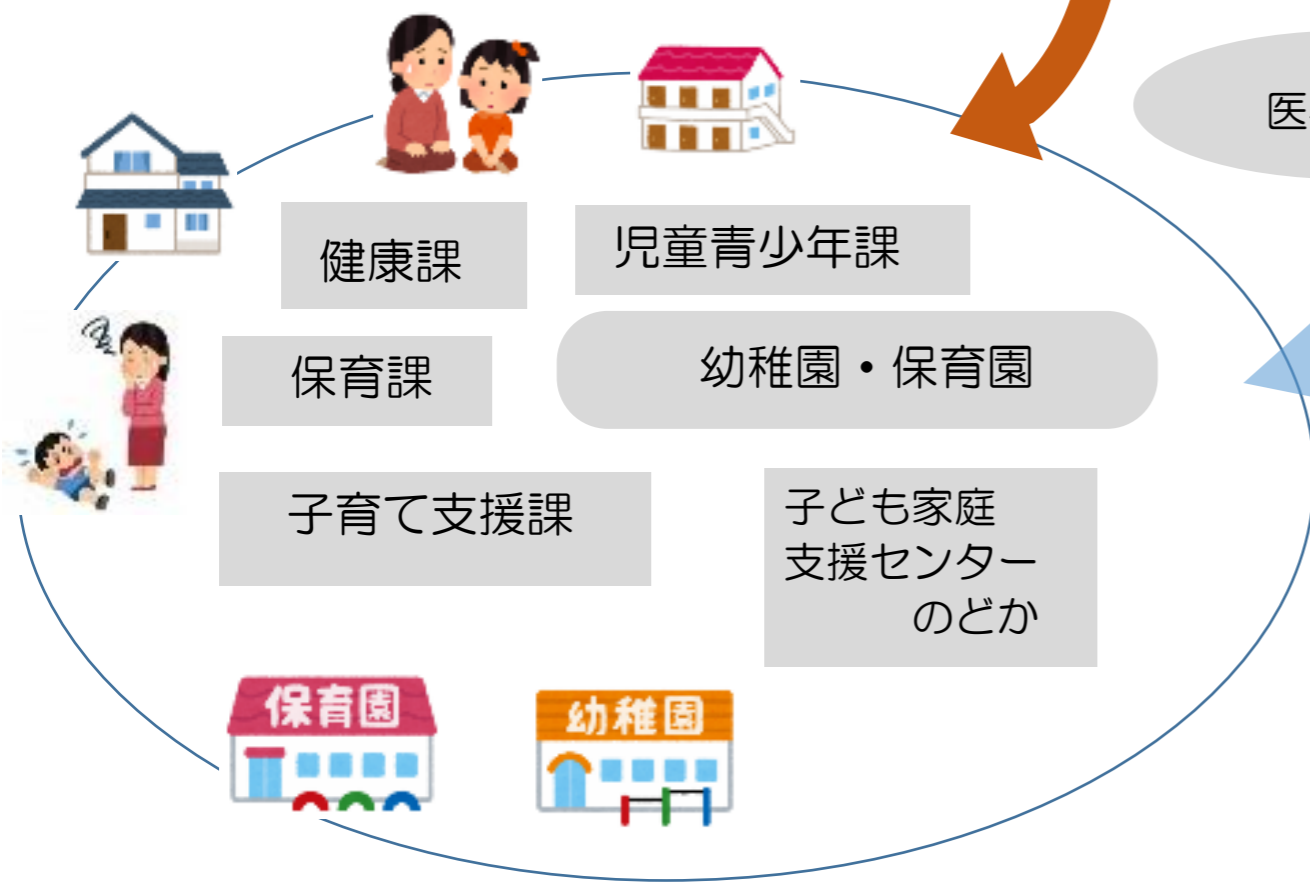 医
健康課
児童青少年課
保育課
幼稚園・保育園
子育て支援課
子ども家庭
支援センター
のどか
保育園
幼稚園